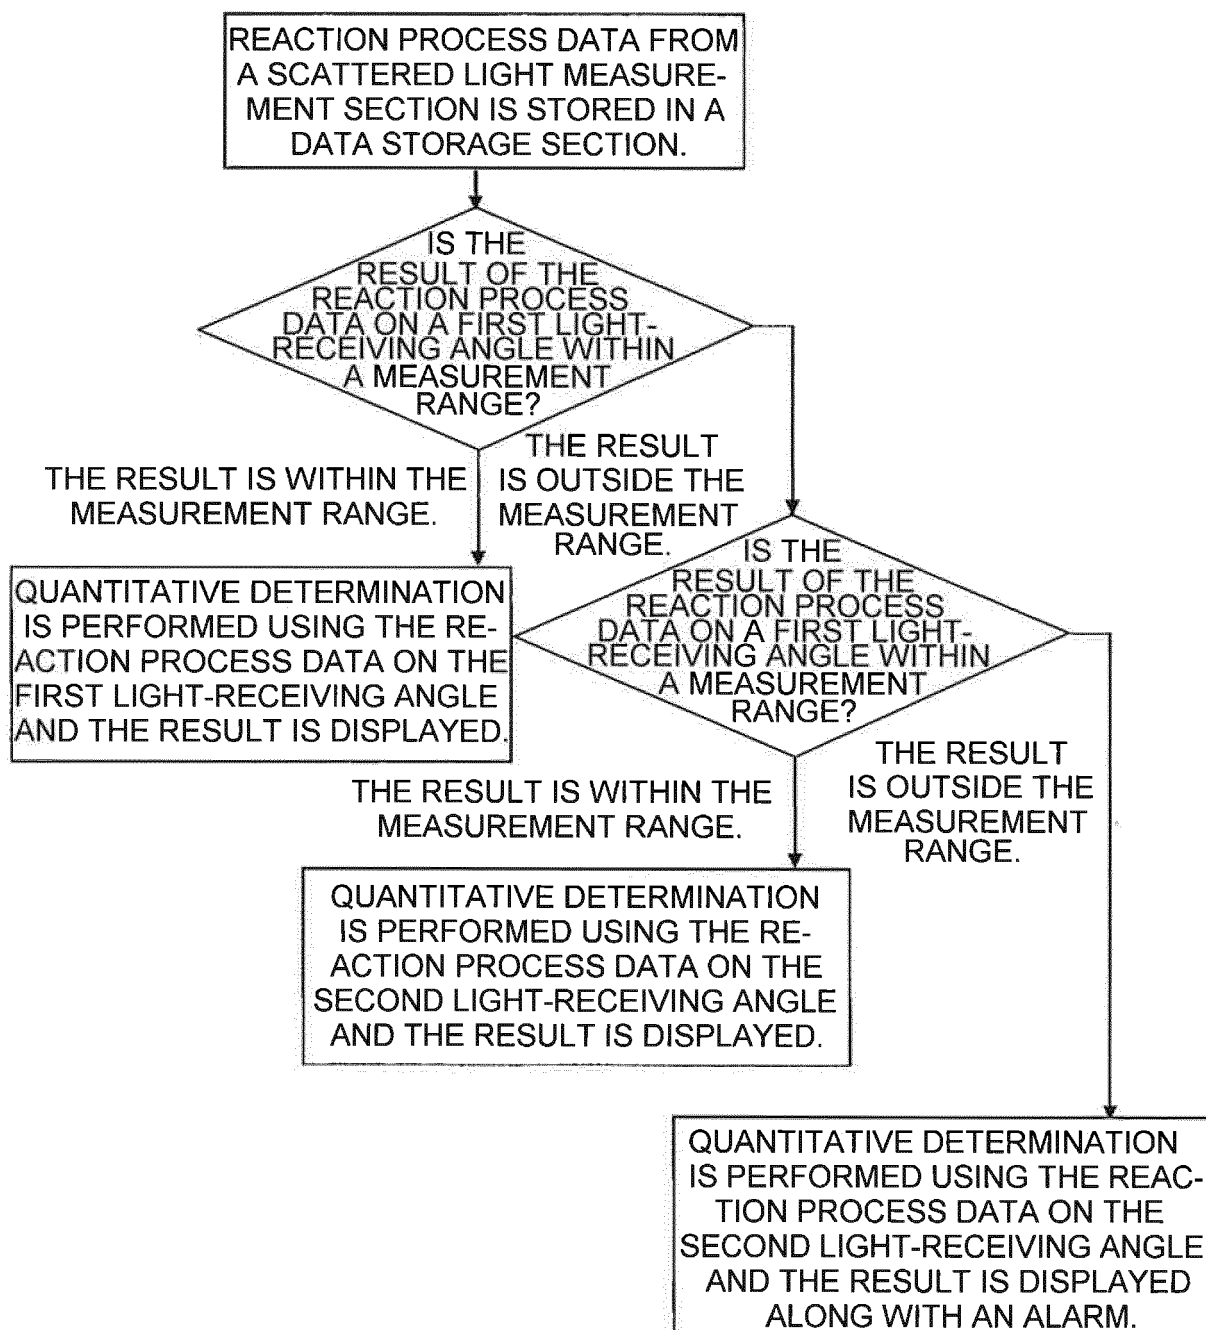 REACTION PROCESS DATA FROM
A SCATTERED LIGHT MEASURE-
MENT SECTION IS STORED IN A
DATA STORAGE SECTION.
IS THE
RESULT OF THE
REACTION PROCESS
DATA ON A FIRST LIGHT-
RECEIVING ANGLE WITHIN
A MEASUREMENT
RANGE?
THE RESULT IS WITHIN THE
MEASUREMENT RANGE.
THE RESULT
IS OUTSIDE THE
MEASUREMENT
RANGE.
QUANTITATIVE DETERMINATION
IS PERFORMED USING THE RE-
ACTION PROCESS DATA ON THE
FIRST LIGHT-RECEIVING ANGLE
AND THE RESULT IS DISPLAYED.
IS THE
RESULT OF THE
REACTION PROCESS
DATA ON A FIRST LIGHT-
RECEIVING ANGLE WITHIN
A MEASUREMENT
RANGE?
THE RESULT IS WITHIN THE
MEASUREMENT RANGE.
THE RESULT
IS OUTSIDE THE
MEASUREMENT
RANGE.
QUANTITATIVE DETERMINATION
IS PERFORMED USING THE RE-
ACTION PROCESS DATA ON THE
SECOND LIGHT-RECEIVING ANGLE
AND THE RESULT IS DISPLAYED.
QUANTITATIVE DETERMINATION
IS PERFORMED USING THE REAC-
TION PROCESS DATA ON THE
SECOND LIGHT-RECEIVING ANGLE
AND THE RESULT IS DISPLAYED
ALONG WITH AN ALARM.